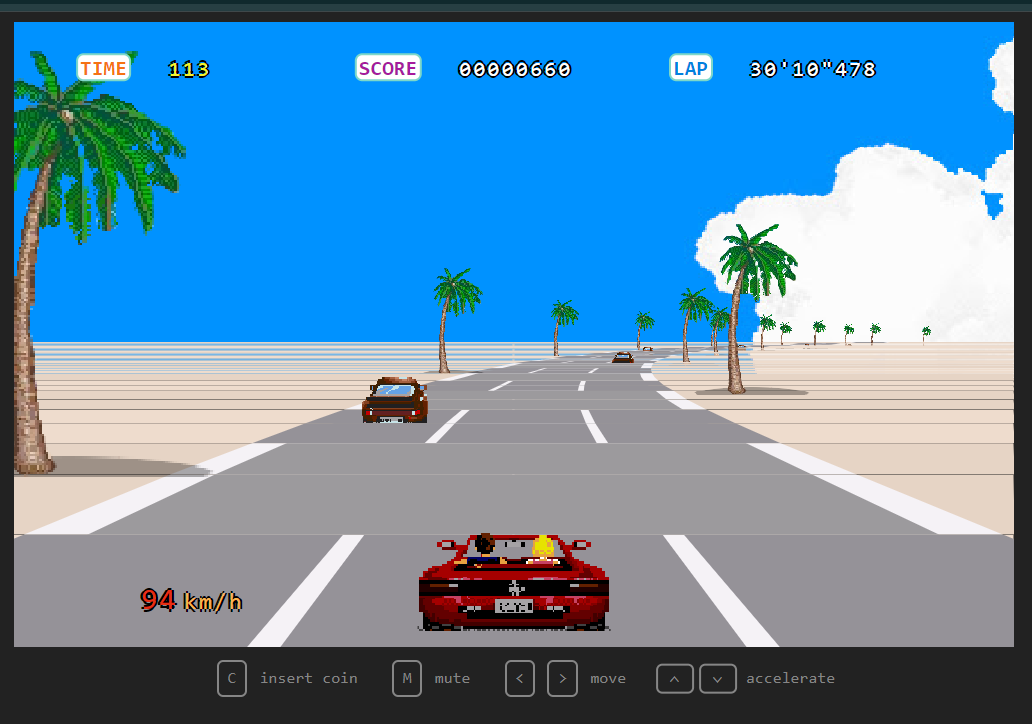 TIME 113 SCORE 00000660 LAP 30'10"478
94 km/h
C insert coin M mute < > move ^ v accelerate